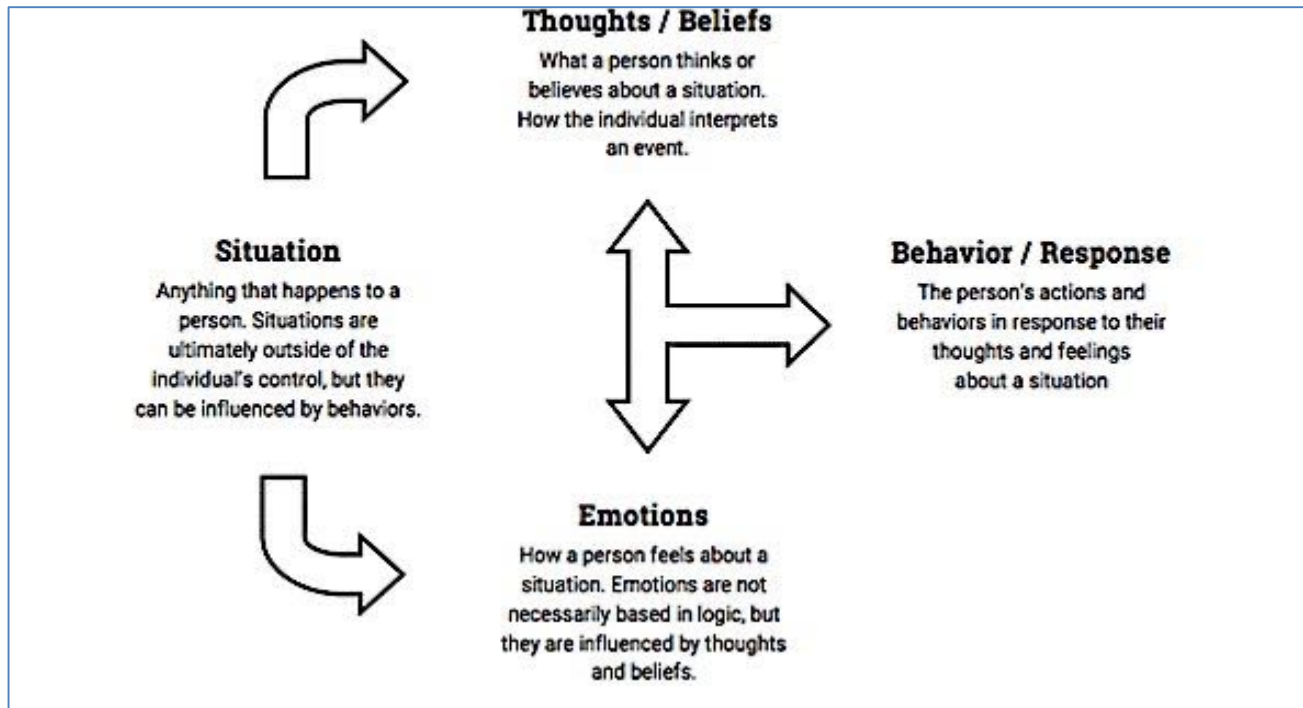 Thoughts / Beliefs
What a person thinks or
believes about a situation.
How the individual interprets
an event.
Situation
Anything that happens to a
person. Situations are
ultimately outside of the
individual's control, but they
can be influenced by behaviors.
Behavior / Response
The person's actions and
behaviors in response to their
thoughts and feelings
about a situation
Emotions
How a person feels about a
situation. Emotions are not
necessarily based in logic, but
they are influenced by thoughts
and beliefs.